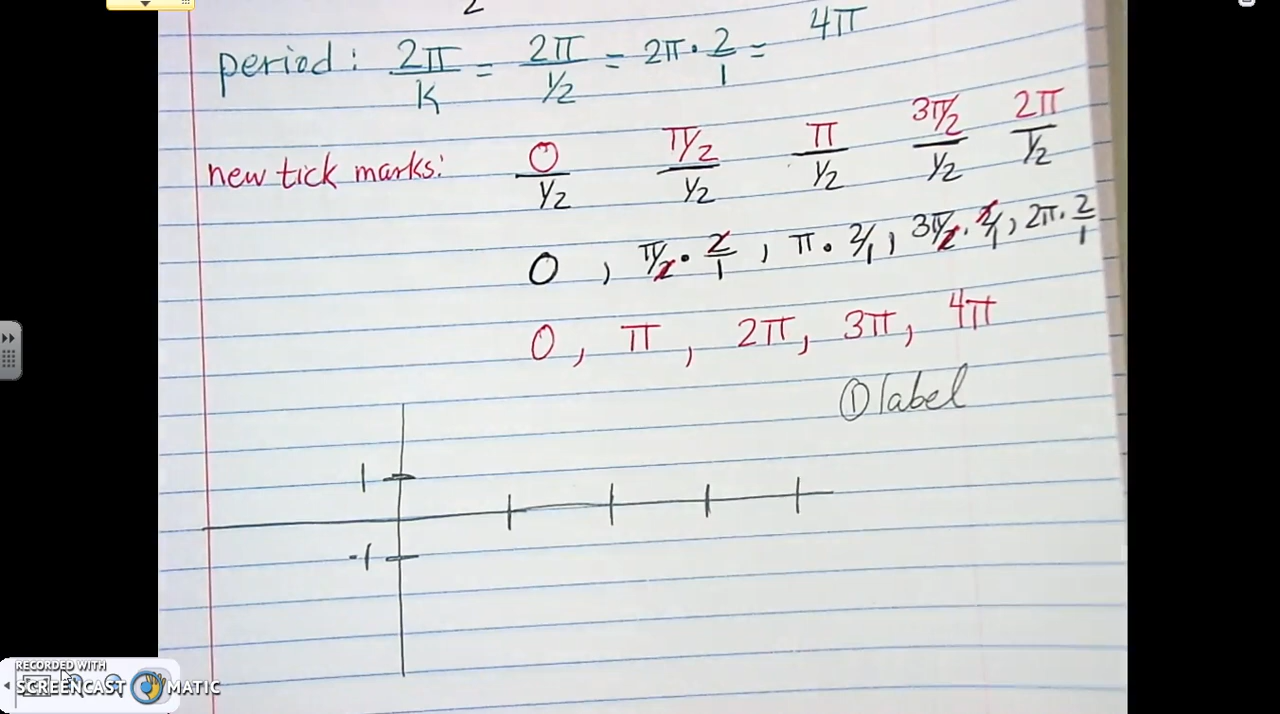 2
period: 2π/K = 2π/½ = 2π · 2/1 = 4π
new tick marks: 0/½ π/2/½ π/½ 3π/2/½ 2π/½
0, π/2 · 2/1, π · 2/1, 3π/2 · 2/1, 2π · 2/1
0, π, 2π, 3π, 4π
① label
1
-1
RECORDED WITH
SCREENCAST MATIC